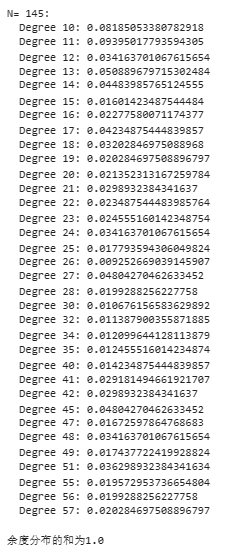 N= 145:
Degree 10: 0.08185053380782918
Degree 11: 0.09395017793594305
Degree 12: 0.034163701067615654
Degree 13: 0.050889679715302484
Degree 14: 0.04483985765124555
Degree 15: 0.01601423487544484
Degree 16: 0.02277580071174377
Degree 17: 0.04234875444839857
Degree 18: 0.03202846975088968
Degree 19: 0.020284697508896797
Degree 20: 0.021352313167259784
Degree 21: 0.0298932384341637
Degree 22: 0.023487544483985764
Degree 23: 0.024555160142348754
Degree 24: 0.034163701067615654
Degree 25: 0.017793594306049824
Degree 26: 0.009252669039145907
Degree 27: 0.04804270462633452
Degree 28: 0.0199288256227758
Degree 30: 0.010676156583629892
Degree 32: 0.011387900355871885
Degree 34: 0.012099644128113879
Degree 35: 0.012455516014234874
Degree 40: 0.014234875444839857
Degree 41: 0.029181494661921707
Degree 42: 0.0298932384341637
Degree 45: 0.04804270462633452
Degree 47: 0.01672597864768683
Degree 48: 0.034163701067615654
Degree 49: 0.017437722419928824
Degree 51: 0.036298932384341634
Degree 55: 0.019572953736654804
Degree 56: 0.0199288256227758
Degree 57: 0.020284697508896797
余度分布的和为1.0